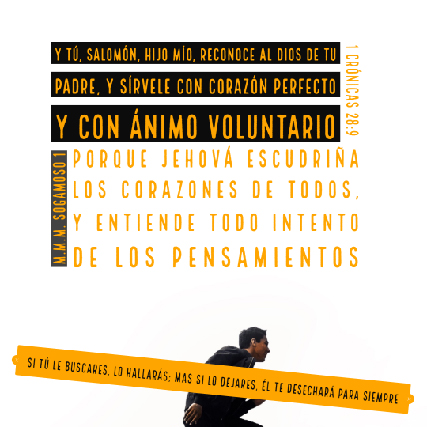 Y TÚ, SALOMÓN, HIJO MÍO, RECONOCE AL DIOS DE TU
PADRE, Y SÍRVELE CON CORAZÓN PERFECTO
Y CON ÁNIMO VOLUNTARIO
1 CRÓNICAS 28:9
M.M.M. SOGAMOSO 1
PORQUE JEHOVÁ ESCUDRIÑA
LOS CORAZONES DE TODOS,
Y ENTIENDE TODO INTENTO
DE LOS PENSAMIENTOS
SI TÚ LE BUSCARES, LO HALLARÁS; MAS SI LO DEJARES, ÉL TE DESECHARÁ PARA SIEMPRE